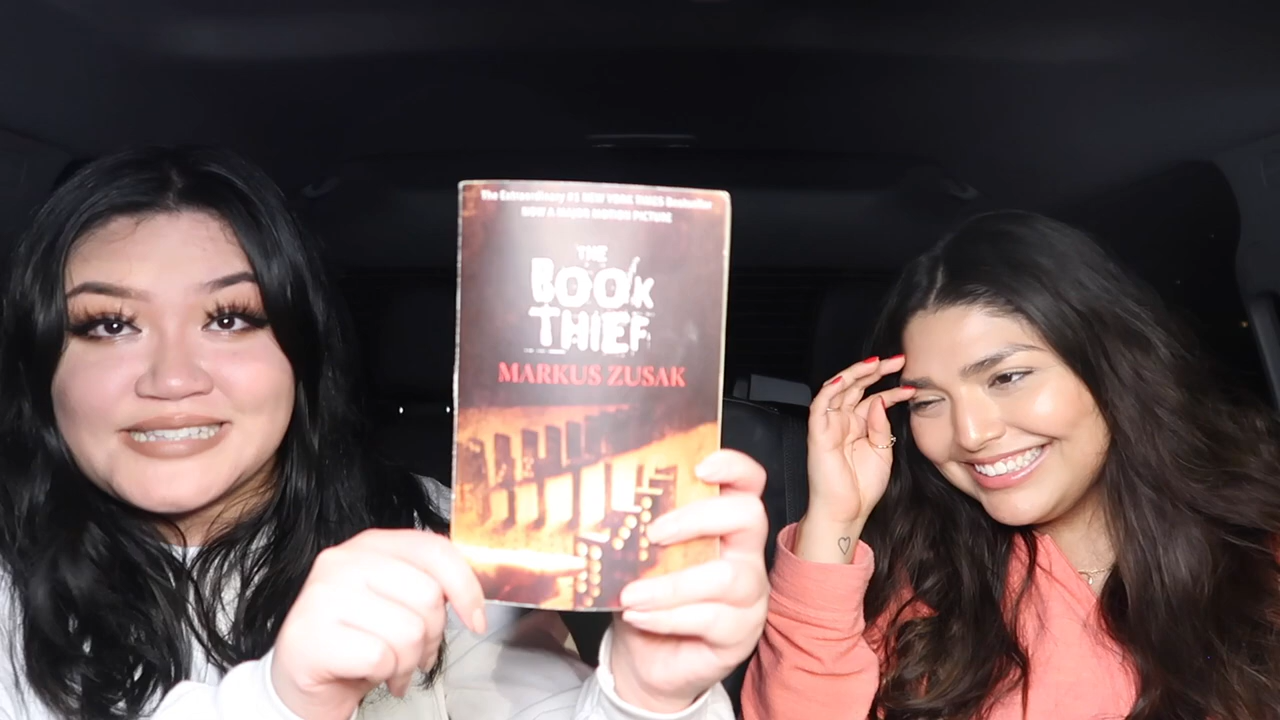 The Extraordinary #1 NEW YORK TIMES Bestseller
NOW A MAJOR MOTION PICTURE
THE
BOOK
THIEF
MARKUS ZUSAK